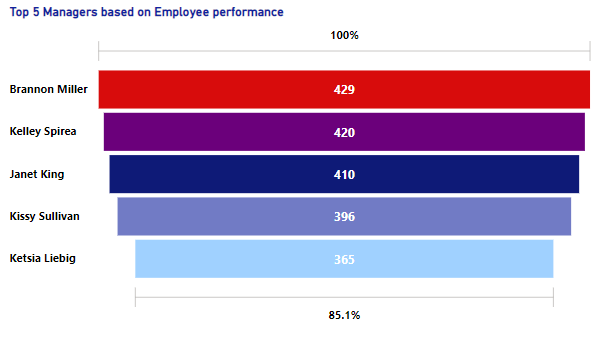 Top 5 Managers based on Employee performance
100%
Brannon Miller 429
Kelley Spirea 420
Janet King 410
Kissy Sullivan 396
Ketsia Liebig 365
85.1%